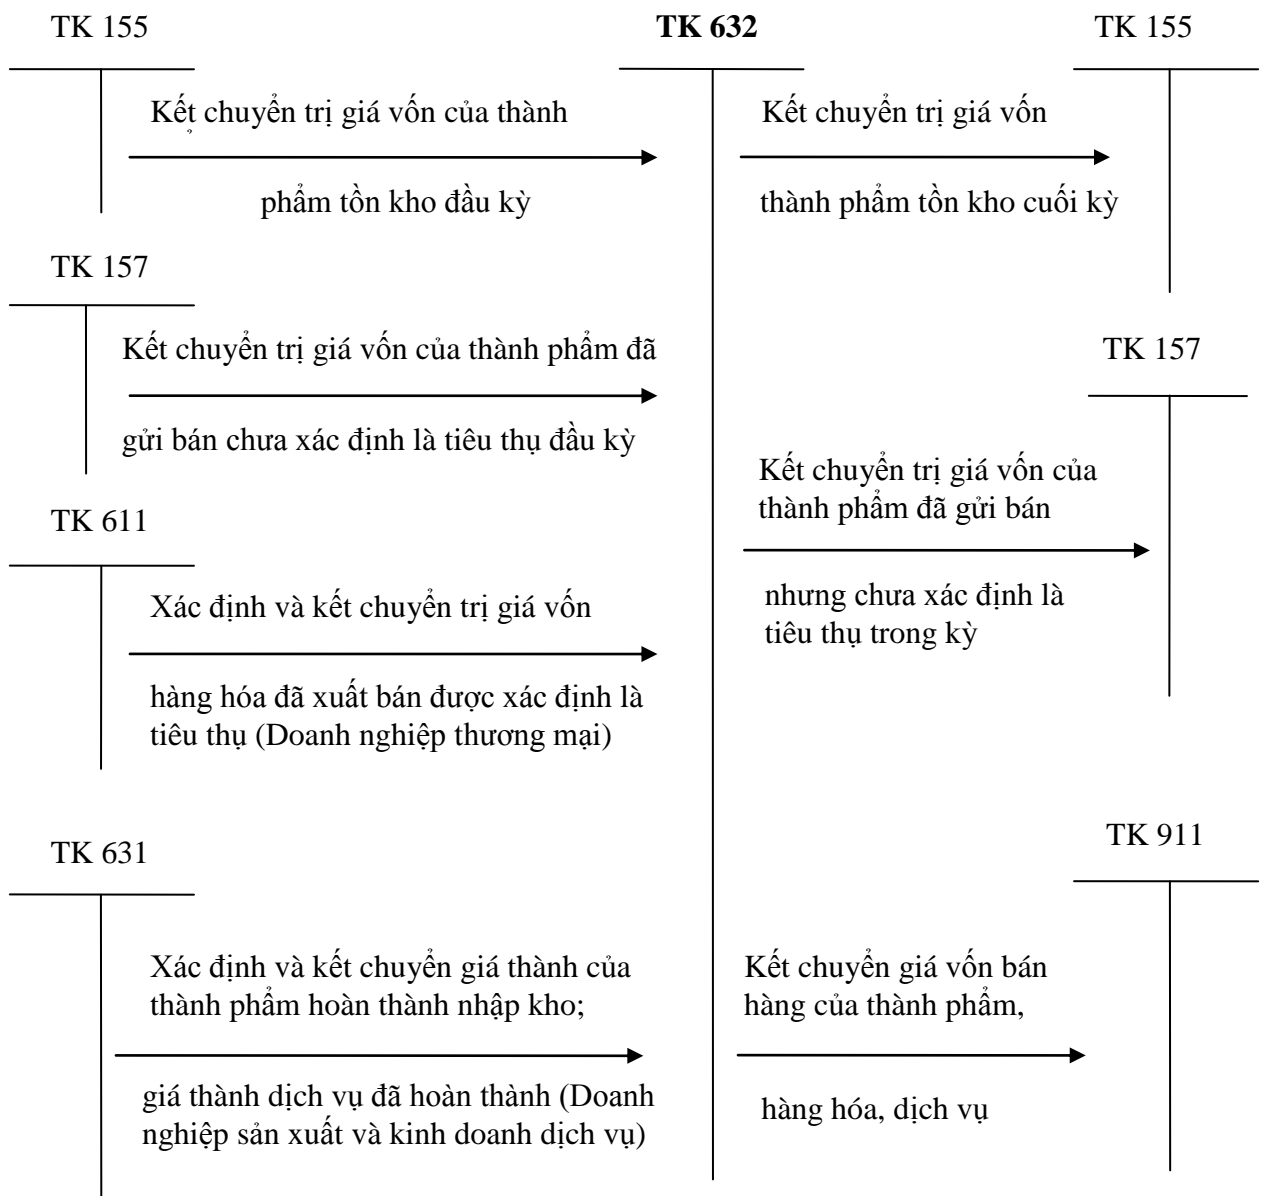 TK 155
TK 632
TK 155
Kết chuyển trị giá vốn của thành
phẩm tồn kho đầu kỳ
Kết chuyển trị giá vốn
thành phẩm tồn kho cuối kỳ
TK 157
Kết chuyển trị giá vốn của thành phẩm đã
gửi bán chưa xác định là tiêu thụ đầu kỳ
TK 157
Kết chuyển trị giá vốn của
thành phẩm đã gửi bán
nhưng chưa xác định là
tiêu thụ trong kỳ
TK 611
Xác định và kết chuyển trị giá vốn
hàng hóa đã xuất bán được xác định là
tiêu thụ (Doanh nghiệp thương mại)
TK 631
Xác định và kết chuyển giá thành của
thành phẩm hoàn thành nhập kho;
giá thành dịch vụ đã hoàn thành (Doanh
nghiệp sản xuất và kinh doanh dịch vụ)
TK 911
Kết chuyển giá vốn bán
hàng của thành phẩm,
hàng hóa, dịch vụ